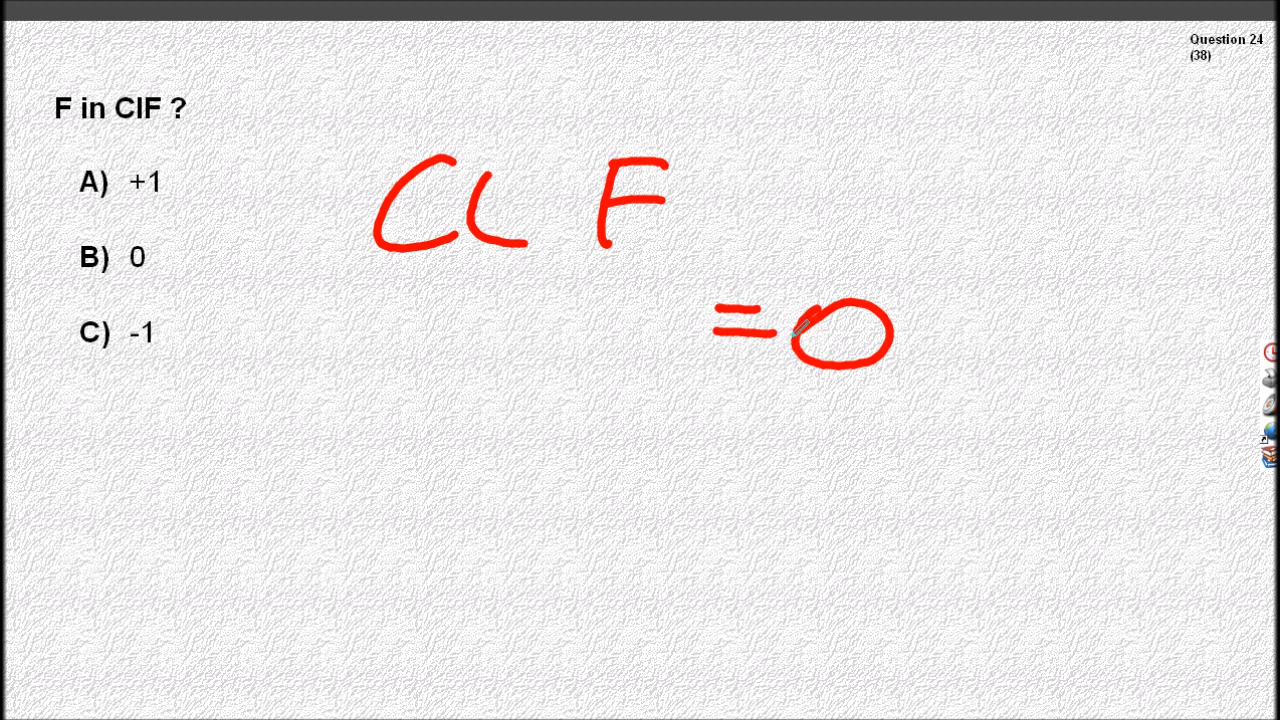 Question 24
(38)
F in ClF ?
A) +1
B) 0
C) -1
CL F
=0